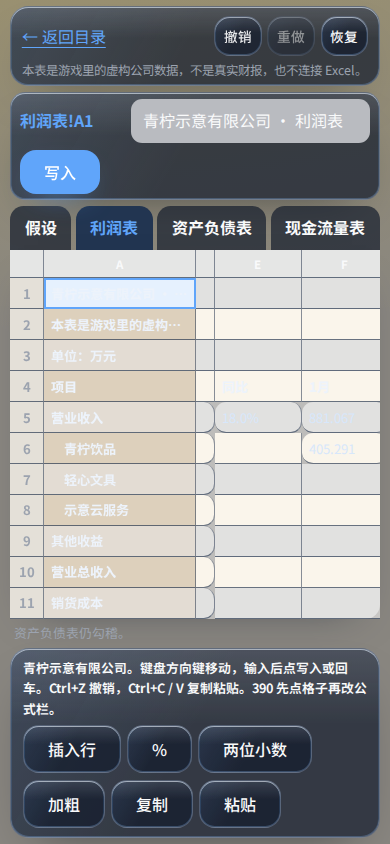 ← 返回目录
撤销 重做 恢复
本表是游戏里的虚构公司数据，不是真实财报，也不连接 Excel。
利润表!A1 青柠示意有限公司 · 利润表
写入
假设 利润表 资产负债表 现金流量表
A E F
1
2 本表是游戏里的虚构…
3 单位：万元
4 项目
5 营业收入
6 青柠饮品 405.291
7 轻心文具
8 示意云服务
9 其他收益
10 营业总收入
11 销货成本
资产负债表仍勾稽。
青柠示意有限公司。键盘方向键移动，输入后点写入或回
车。Ctrl+Z 撤销，Ctrl+C / V 复制粘贴。390 先点格子再改公
式栏。
插入行 % 两位小数
加粗 复制 粘贴